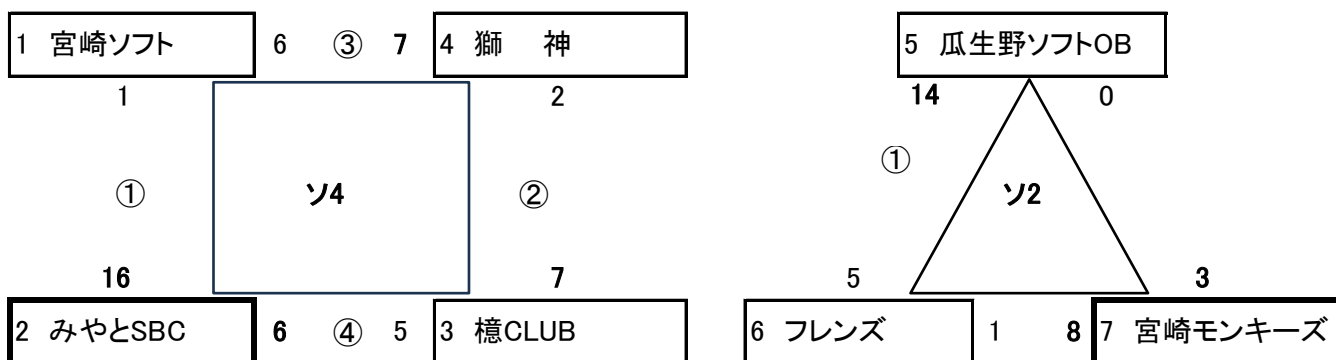 1 宮崎ソフト 6 ③ 7 4 獅 神 5 瓜生野ソフトOB
1 2 14 0
①
① ソ4 ② ソ2
16 7 5 3
2 みやとSBC 6 ④ 5 3 檍CLUB 6 フレンズ 1 8 7 宮崎モンキーズ